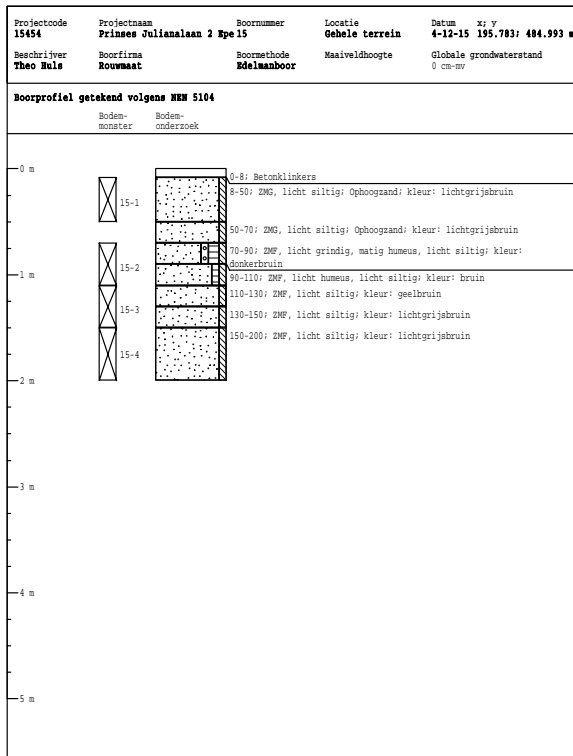 Projectcode Projectnaam Boornummer Locatie Datum x; y
15454 Prinses Julianalaan 2 Epe 15 Gehele terrein 4-12-15 195.783; 484.993 m
Beschrijver Boorfirma Boormethode Maaiveldhoogte Globale grondwaterstand
Theo Huls Rouwmaat Edelmanboor 0 cm-mv
Boorprofiel getekend volgens NEN 5104
Bodem- Bodem-
monster onderzoek
0 m
0-8; Betonklinkers
8-50; ZMG, licht siltig; Ophoogzand; kleur: lichtgrijsbruin
15-1
50-70; ZMG, licht siltig; Ophoogzand; kleur: lichtgrijsbruin
70-90; ZMF, licht grindig, matig humeus, licht siltig; kleur:
donkerbruin
15-2
1 m
90-110; ZMF, licht humeus, licht siltig; kleur: bruin
110-130; ZMF, licht siltig; kleur: geelbruin
15-3
130-150; ZMF, licht siltig; kleur: lichtgrijsbruin
150-200; ZMF, licht siltig; kleur: lichtgrijsbruin
15-4
2 m
3 m
4 m
5 m